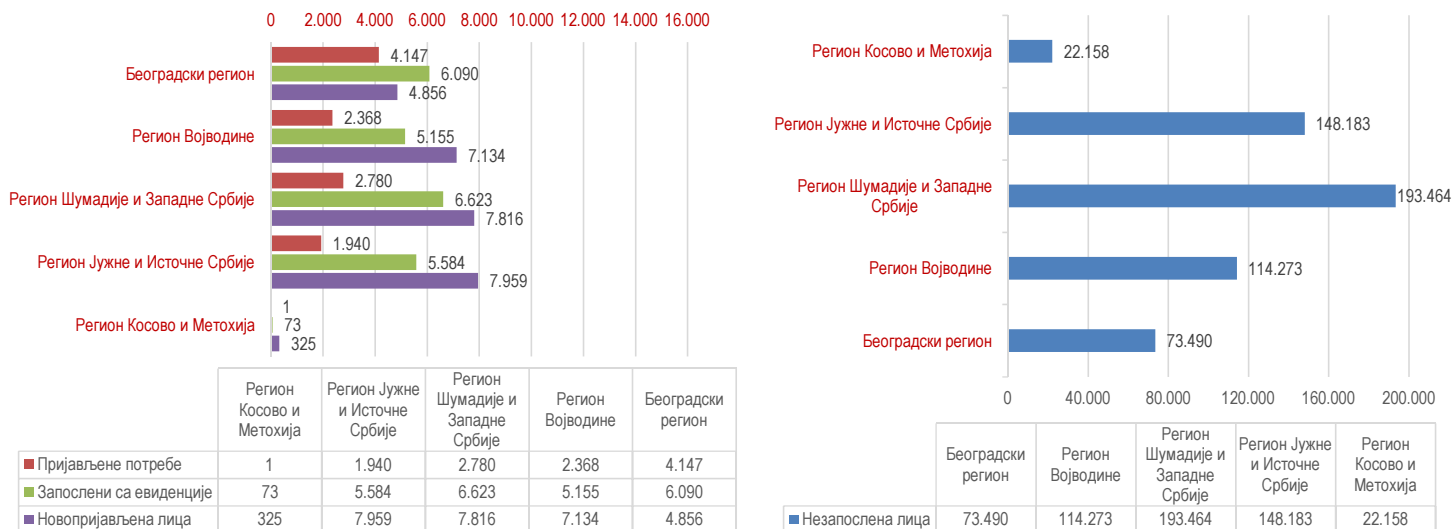 0 2.000 4.000 6.000 8.000 10.000 12.000 14.000 16.000
Београдски регион
4.147
6.090
4.856
Регион Војводине
2.368
5.155
7.134
Регион Шумадије и Западне Србије
2.780
6.623
7.816
Регион Јужне и Источне Србије
1.940
5.584
7.959
Регион Косово и Метохија
1
73
325
Регион Косово и Метохија
Регион Јужне и Источне Србије
Регион Шумадије и Западне Србије
Регион Војводине
Београдски регион
Пријављене потребе 1 1.940 2.780 2.368 4.147
Запослени са евиденције 73 5.584 6.623 5.155 6.090
Новопријављена лица 325 7.959 7.816 7.134 4.856
Регион Косово и Метохија 22.158
Регион Јужне и Источне Србије 148.183
Регион Шумадије и Западне
Србије
193.464
Регион Војводине 114.273
Београдски регион 73.490
0 40.000 80.000 120.000 160.000 200.000
Београдски регион
Регион Војводине
Регион Шумадије и Западне Србије
Регион Јужне и Источне Србије
Регион Косово и Метохија
Незапослена лица 73.490 114.273 193.464 148.183 22.158